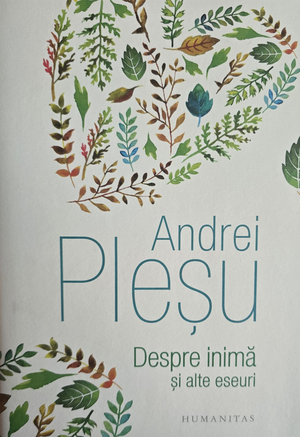 Andrei
Pleșu
Despre inimă
și alte eseuri
HUMANITAS